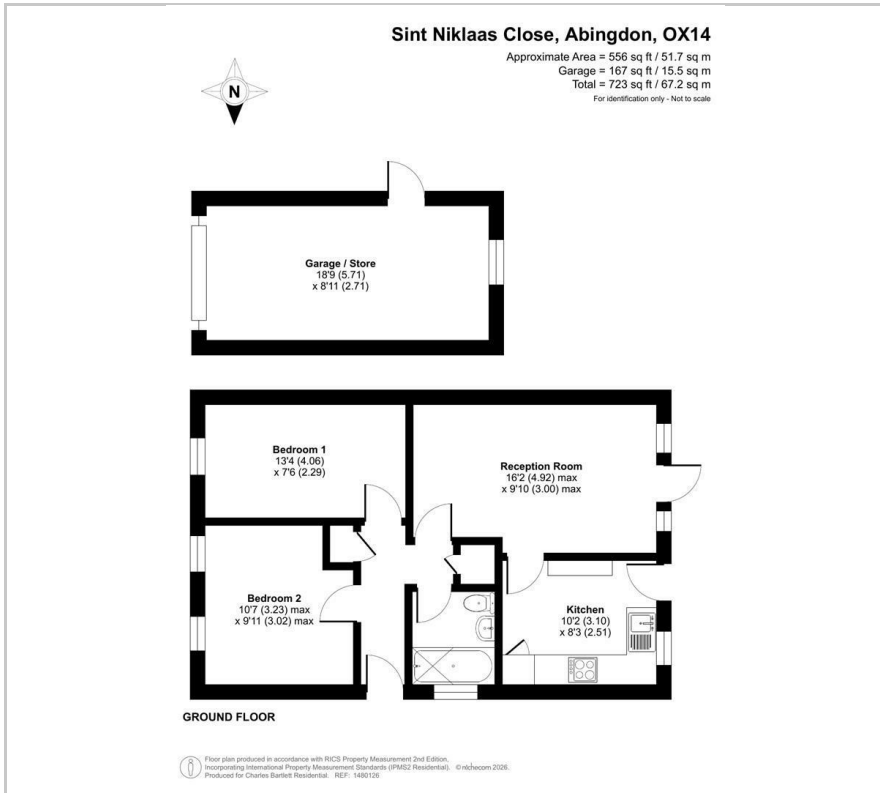 Sint Niklaas Close, Abingdon, OX14
Approximate Area = 556 sq ft / 51.7 sq m
Garage = 167 sq ft / 15.5 sq m
Total = 723 sq ft / 67.2 sq m
For identification only - Not to scale
N
Garage / Store
18'9 (5.71)
x 8'11 (2.71)
Bedroom 1
13'4 (4.06)
x 7'6 (2.29)
Reception Room
16'2 (4.92) max
x 9'10 (3.00) max
Bedroom 2
10'7 (3.23) max
x 9'11 (3.02) max
Kitchen
10'2 (3.10)
x 8'3 (2.51)
GROUND FLOOR
Floor plan produced in accordance with RICS Property Measurement 2nd Edition,
Incorporating International Property Measurement Standards (IPMS2 Residential). © nichecom 2026.
Produced for Charles Bartlett Residential. REF: 1480126